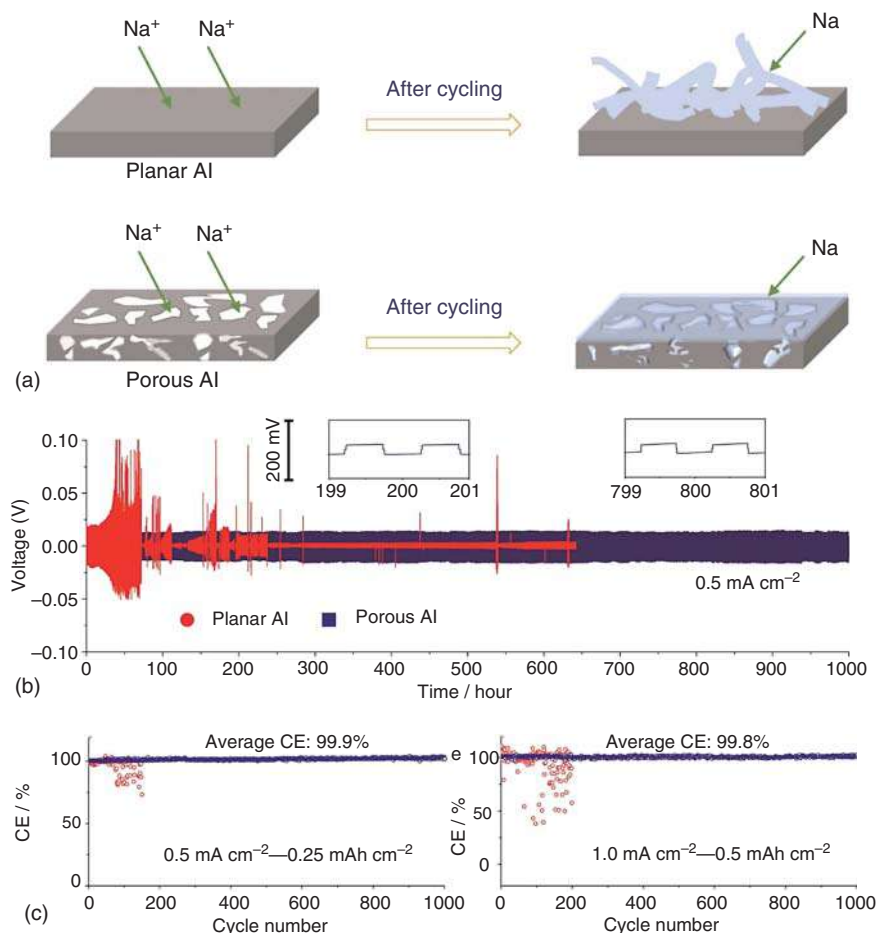 Na⁺ Na⁺
Na
After cycling
Planar Al
Na⁺ Na⁺
Na
After cycling
(a) Porous Al
200 mV
199 200 201
799 800 801
0.10
0.05
0.00
−0.05
−0.10
Voltage (V)
0.5 mA cm⁻²
Planar Al Porous Al
0 100 200 300 400 500 600 700 800 900 1000
(b) Time / hour
Average CE: 99.9%
100
50
0
CE / %
0.5 mA cm⁻²—0.25 mAh cm⁻²
0 200 400 600 800 1000
(c) Cycle number
e
Average CE: 99.8%
100
50
0
CE / %
1.0 mA cm⁻²—0.5 mAh cm⁻²
0 200 400 600 800 1000
Cycle number